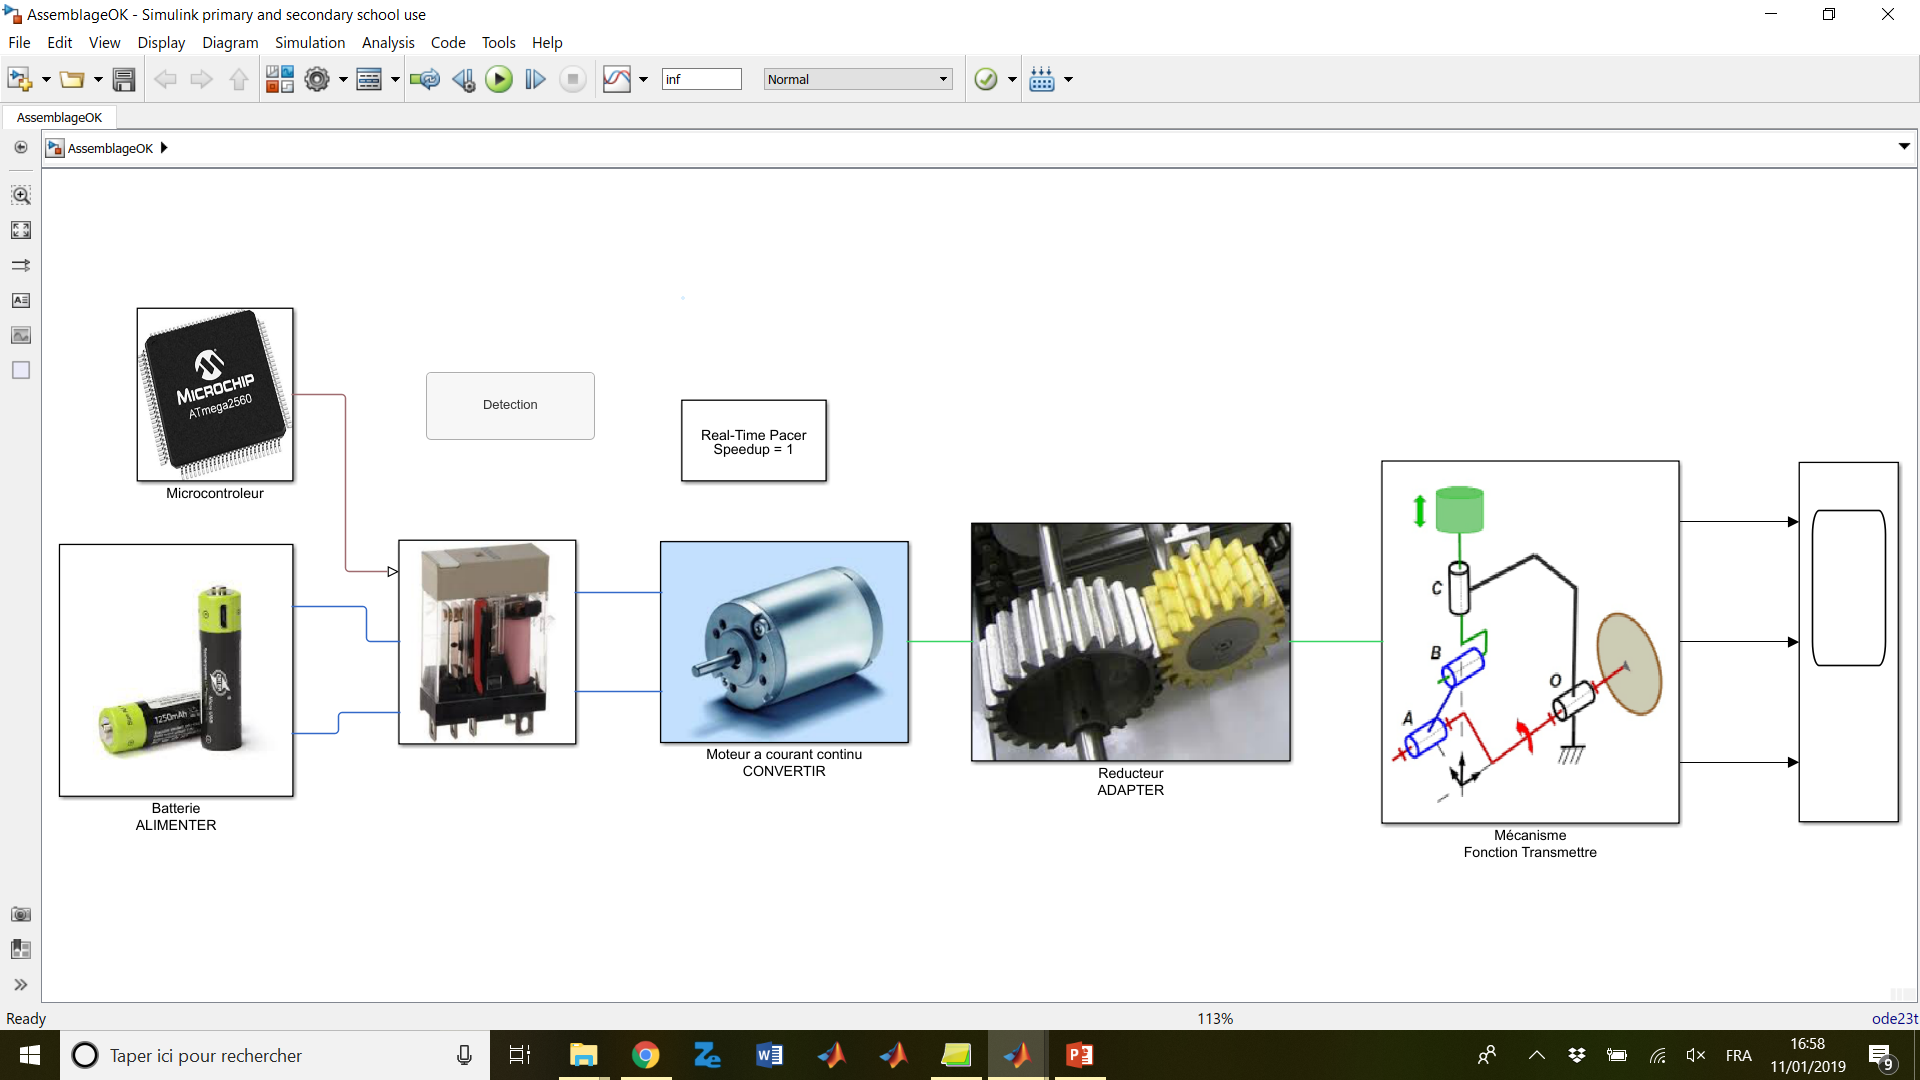 AssemblageOK - Simulink primary and secondary school use
File Edit View Display Diagram Simulation Analysis Code Tools Help
inf
Normal
AssemblageOK
AssemblageOK
MICROCHIP
ATmega2560
Microcontroleur
Detection
Real-Time Pacer
Speedup = 1
1250mAh
Batterie
ALIMENTER
Moteur a courant continu
CONVERTIR
Reducteur
ADAPTER
C
B
A
O
Mécanisme
Fonction Transmettre
Ready
113%
ode23t
Taper ici pour rechercher
FRA
16:58
11/01/2019
9